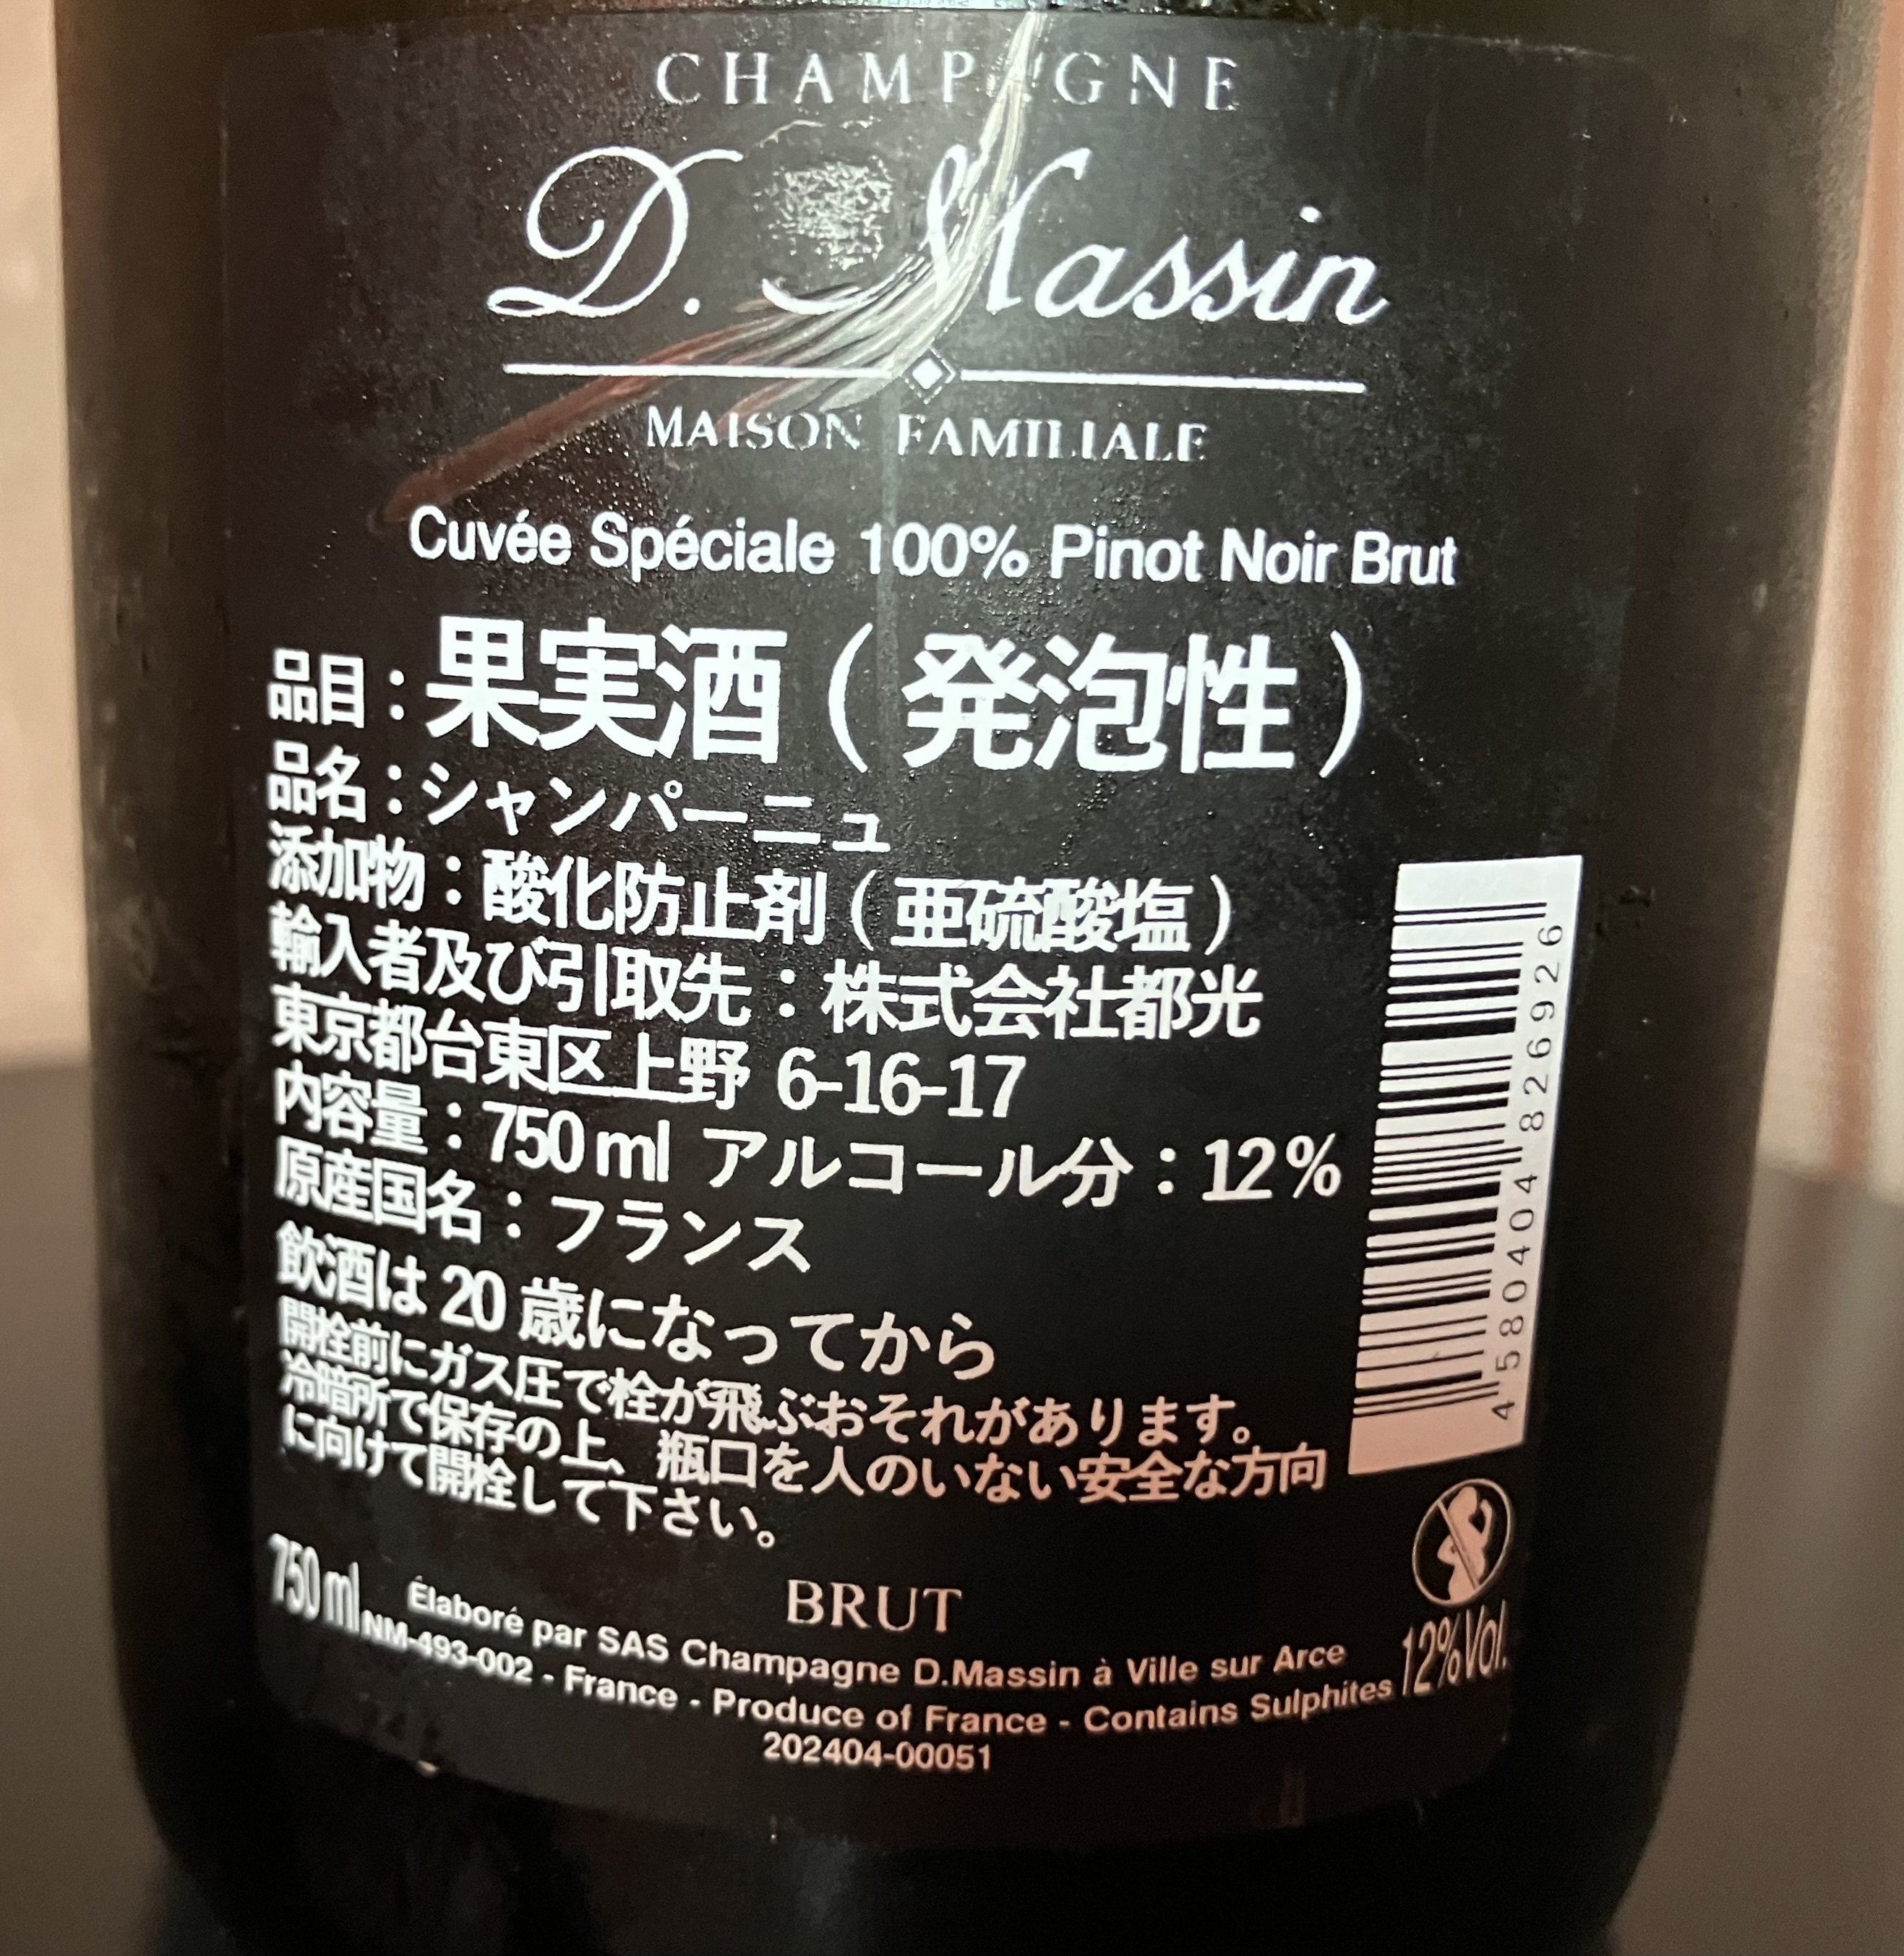 CHAMPAGNE
D. Massin
MAISON FAMILIALE
Cuvée Spéciale 100% Pinot Noir Brut
品目：果実酒（発泡性）
品名：シャンパーニュ
添加物：酸化防止剤（亜硫酸塩）
輸入者及び引取先：株式会社都光
東京都台東区上野 6-16-17
内容量：750ml アルコール分：12%
原産国名：フランス
飲酒は 20 歳になってから
開栓前にガス圧で栓が飛ぶおそれがあります。
冷暗所で保存の上、瓶口を人のいない安全な方向
に向けて開栓して下さい。
4 580404 826926
BRUT
750ml
Élaboré par SAS Champagne D.Massin à Ville sur Arce
12%Vol.
NM-493-002 - France - Produce of France - Contains Sulphites
202404-00051